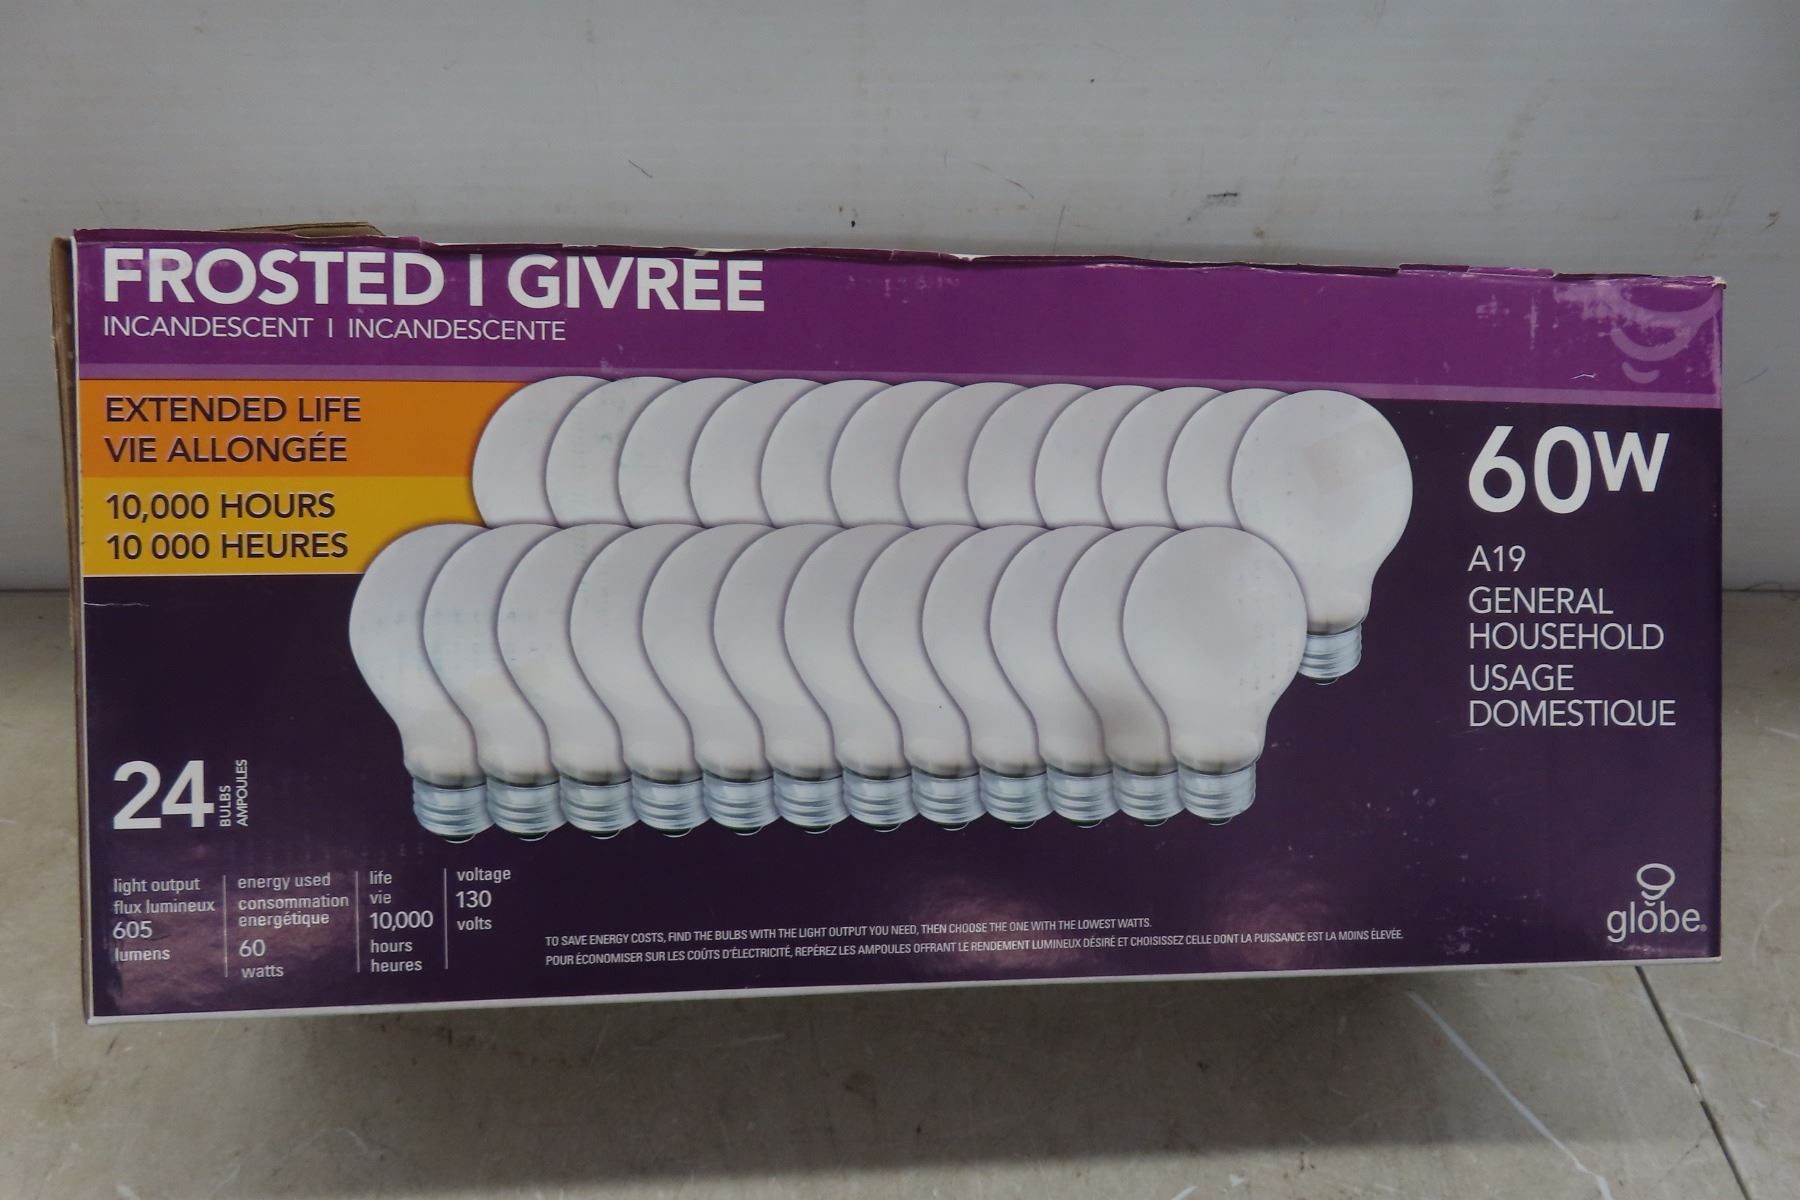 FROSTED | GIVRÉE
INCANDESCENT | INCANDESCENTE
EXTENDED LIFE
VIE ALLONGÉE
10,000 HOURS
10 000 HEURES
60W
A19
GENERAL
HOUSEHOLD
USAGE
DOMESTIQUE
24
BULBS
AMPOULES
light output
flux lumineux
605
lumens
energy used
consommation
energétique
60
watts
life
vie
10,000
hours
heures
voltage
130
volts
TO SAVE ENERGY COSTS, FIND THE BULBS WITH THE LIGHT OUTPUT YOU NEED, THEN CHOOSE THE ONE WITH THE LOWEST WATTS.
POUR ÉCONOMISER SUR LES COÛTS D'ÉLECTRICITÉ, REPÉREZ LES AMPOULES OFFRANT LE RENDEMENT LUMINEUX DÉSIRÉ ET CHOISISSEZ CELLE DONT LA PUISSANCE EST LA MOINS ÉLEVÉE.
globe.